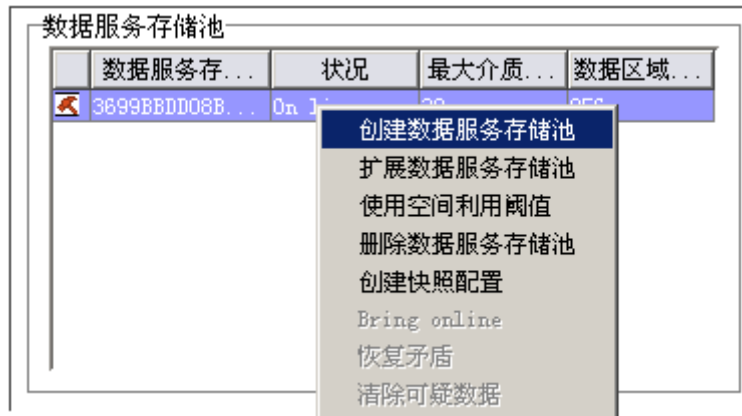 数据服务存储池
数据服务存... 状况 最大介质... 数据区域...
3699BBDD08B... On li
创建数据服务存储池
扩展数据服务存储池
使用空间利用阈值
删除数据服务存储池
创建快照配置
Bring online
恢复矛盾
清除可疑数据